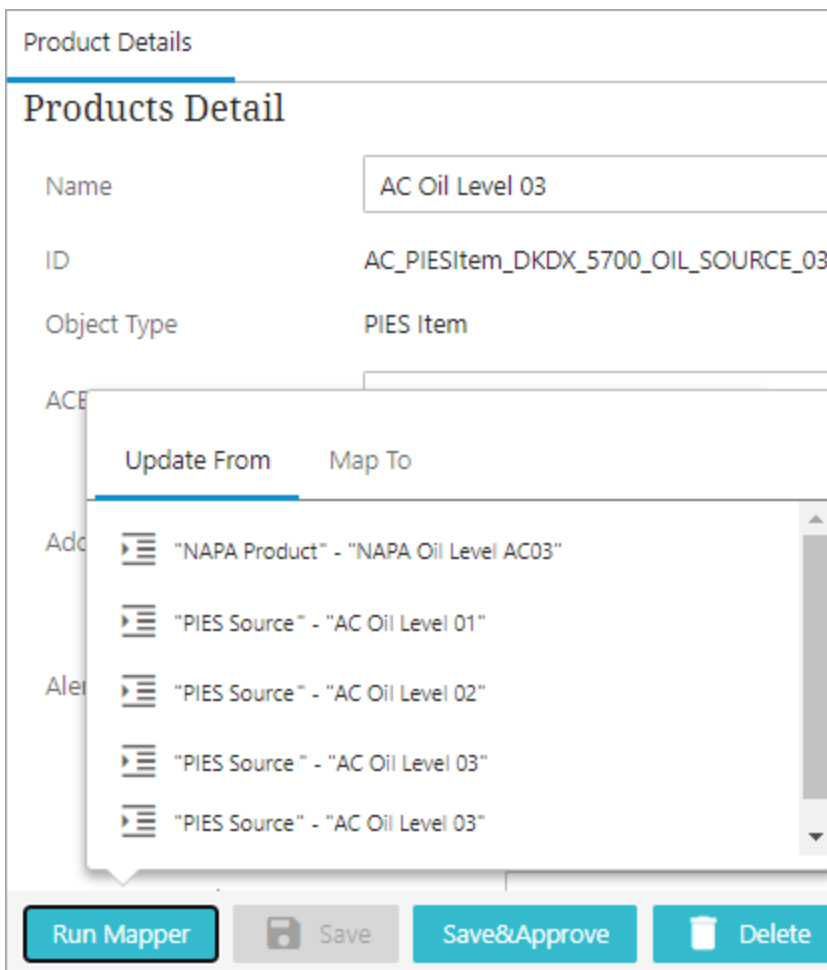 Product Details
Products Detail
Name AC Oil Level 03
ID AC_PIESItem_DKDX_5700_OIL_SOURCE_03
Object Type PIES Item
Update From Map To
"NAPA Product" - "NAPA Oil Level AC03"
"PIES Source" - "AC Oil Level 01"
"PIES Source" - "AC Oil Level 02"
"PIES Source " - "AC Oil Level 03"
"PIES Source" - "AC Oil Level 03"
Run Mapper Save Save&Approve Delete